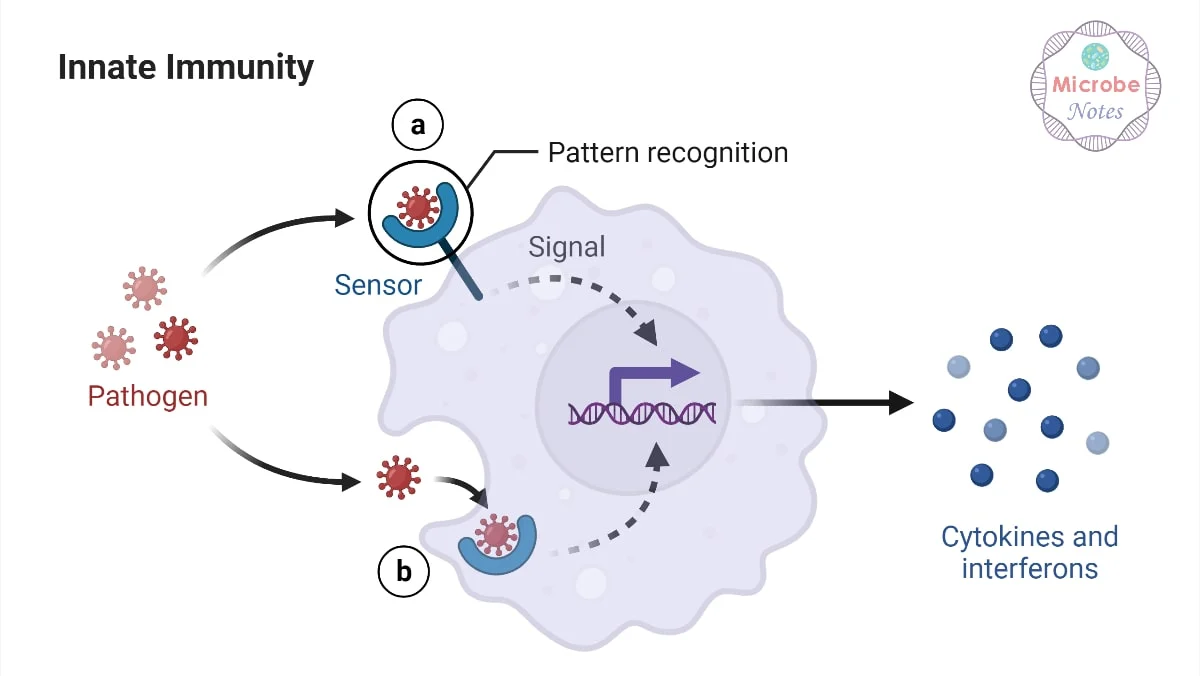 Innate Immunity
Microbe
Notes
a
Pattern recognition
Signal
Sensor
Pathogen
b
Cytokines and
interferons